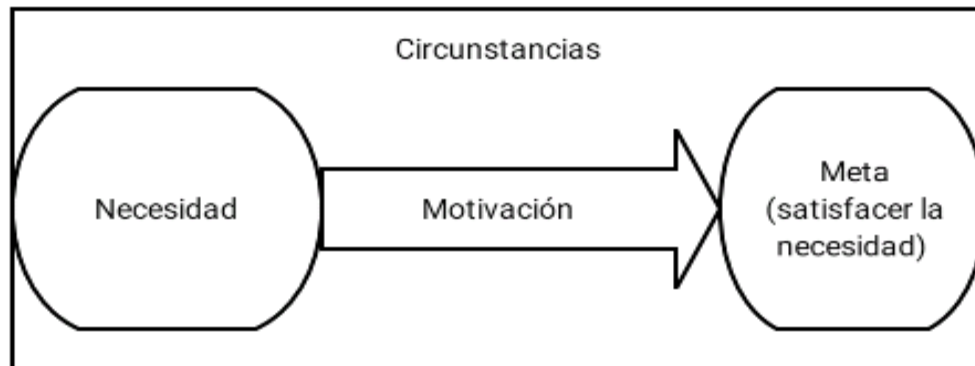 Circunstancias
Necesidad
Motivación
Meta
(satisfacer la
necesidad)